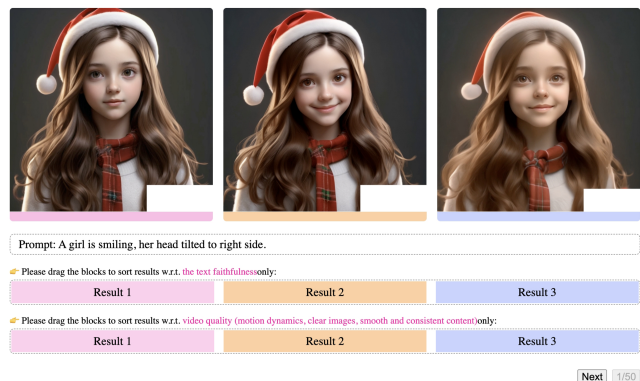 Prompt: A girl is smiling, her head tilted to right side.
👉 Please drag the blocks to sort results w.r.t. the text faithfulnessonly:
Result 1 Result 2 Result 3
👉 Please drag the blocks to sort results w.r.t. video quality (motion dynamics, clear images, smooth and consistent content)only:
Result 1 Result 2 Result 3
Next 1/50